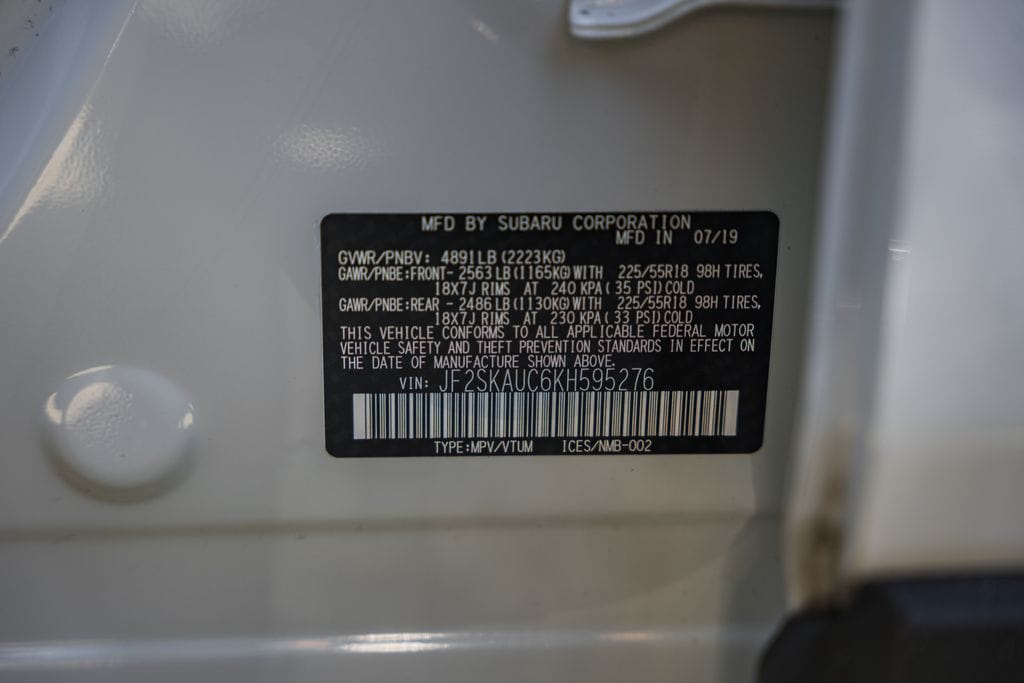 MFD BY SUBARU CORPORATION
MFD IN 07/19
GVWR/PNBV: 4891LB (2223KG)
GAWR/PNBE:FRONT- 2563 LB (1165KG) WITH 225/55R18 98H TIRES,
18X7J RIMS AT 240 KPA ( 35 PSI) COLD
GAWR/PNBE:REAR - 2486 LB (1130KG) WITH 225/55R18 98H TIRES,
18X7J RIMS AT 230 KPA ( 33 PSI) COLD
THIS VEHICLE CONFORMS TO ALL APPLICABLE FEDERAL MOTOR
VEHICLE SAFETY AND THEFT PREVENTION STANDARDS IN EFFECT ON
THE DATE OF MANUFACTURE SHOWN ABOVE.
VIN: JF2SKAUC6KH595276
TYPE:MPV/VTUM ICES/NMB-002